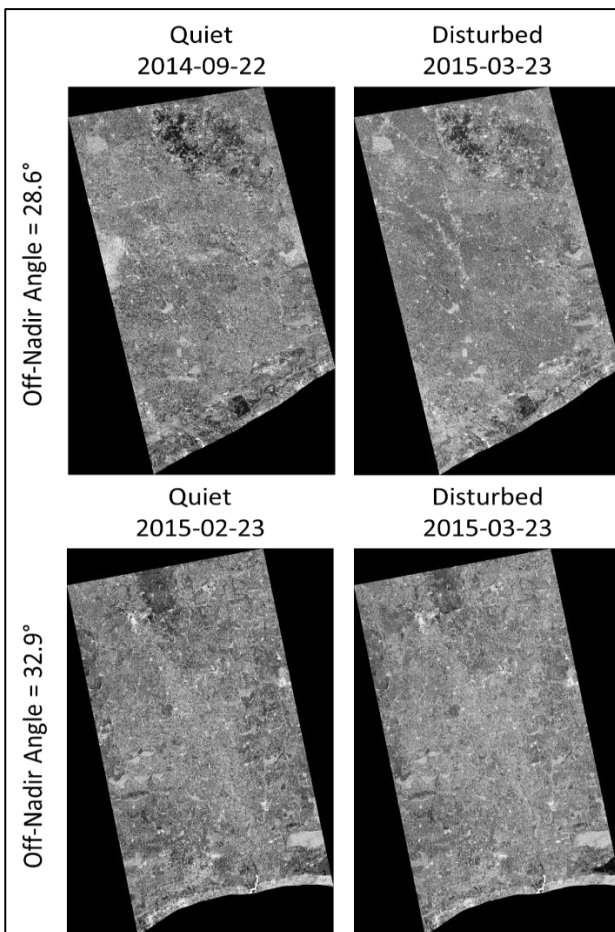 Quiet
2014-09-22
Disturbed
2015-03-23
Off-Nadir Angle = 28.6°
Quiet
2015-02-23
Disturbed
2015-03-23
Off-Nadir Angle = 32.9°